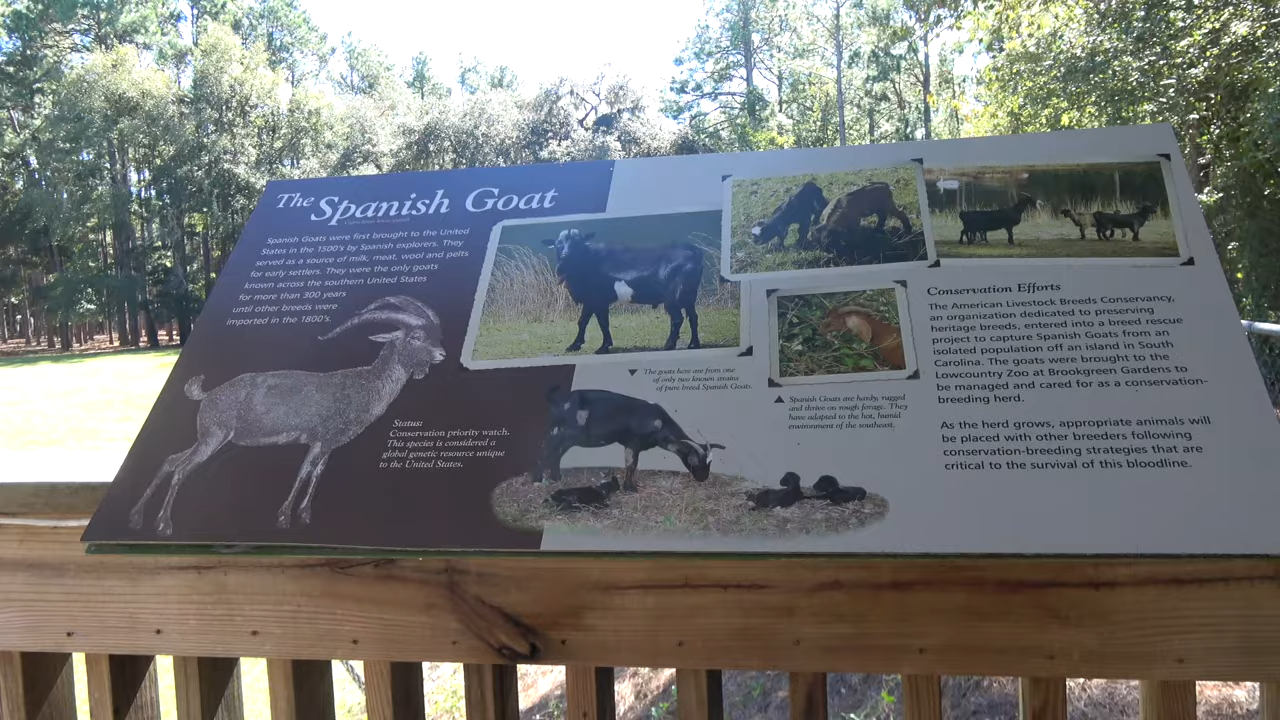 The Spanish Goat
Spanish Goats were first brought to the United
States in the 1500's by Spanish explorers. They
served as a source of milk, meat, wool and pelts
for early settlers. They were the only goats
known across the southern United States
for more than 300 years
until other breeds were
imported in the 1800's.
Status:
Conservation priority watch.
This species is considered a
global genetic resource unique
to the United States.
The goats here are from one
of only two known strains
of pure breed Spanish Goats.
Spanish Goats are hardy, rugged
and thrive on rough forage. They
have adapted to the hot, humid
environment of the southeast.
Conservation Efforts
The American Livestock Breeds Conservancy,
an organization dedicated to preserving
heritage breeds, entered into a breed rescue
project to capture Spanish Goats from an
isolated population off an island in South
Carolina. The goats were brought to the
Lowcountry Zoo at Brookgreen Gardens to
be managed and cared for as a conservation-
breeding herd.
As the herd grows, appropriate animals will
be placed with other breeders following
conservation-breeding strategies that are
critical to the survival of this bloodline.